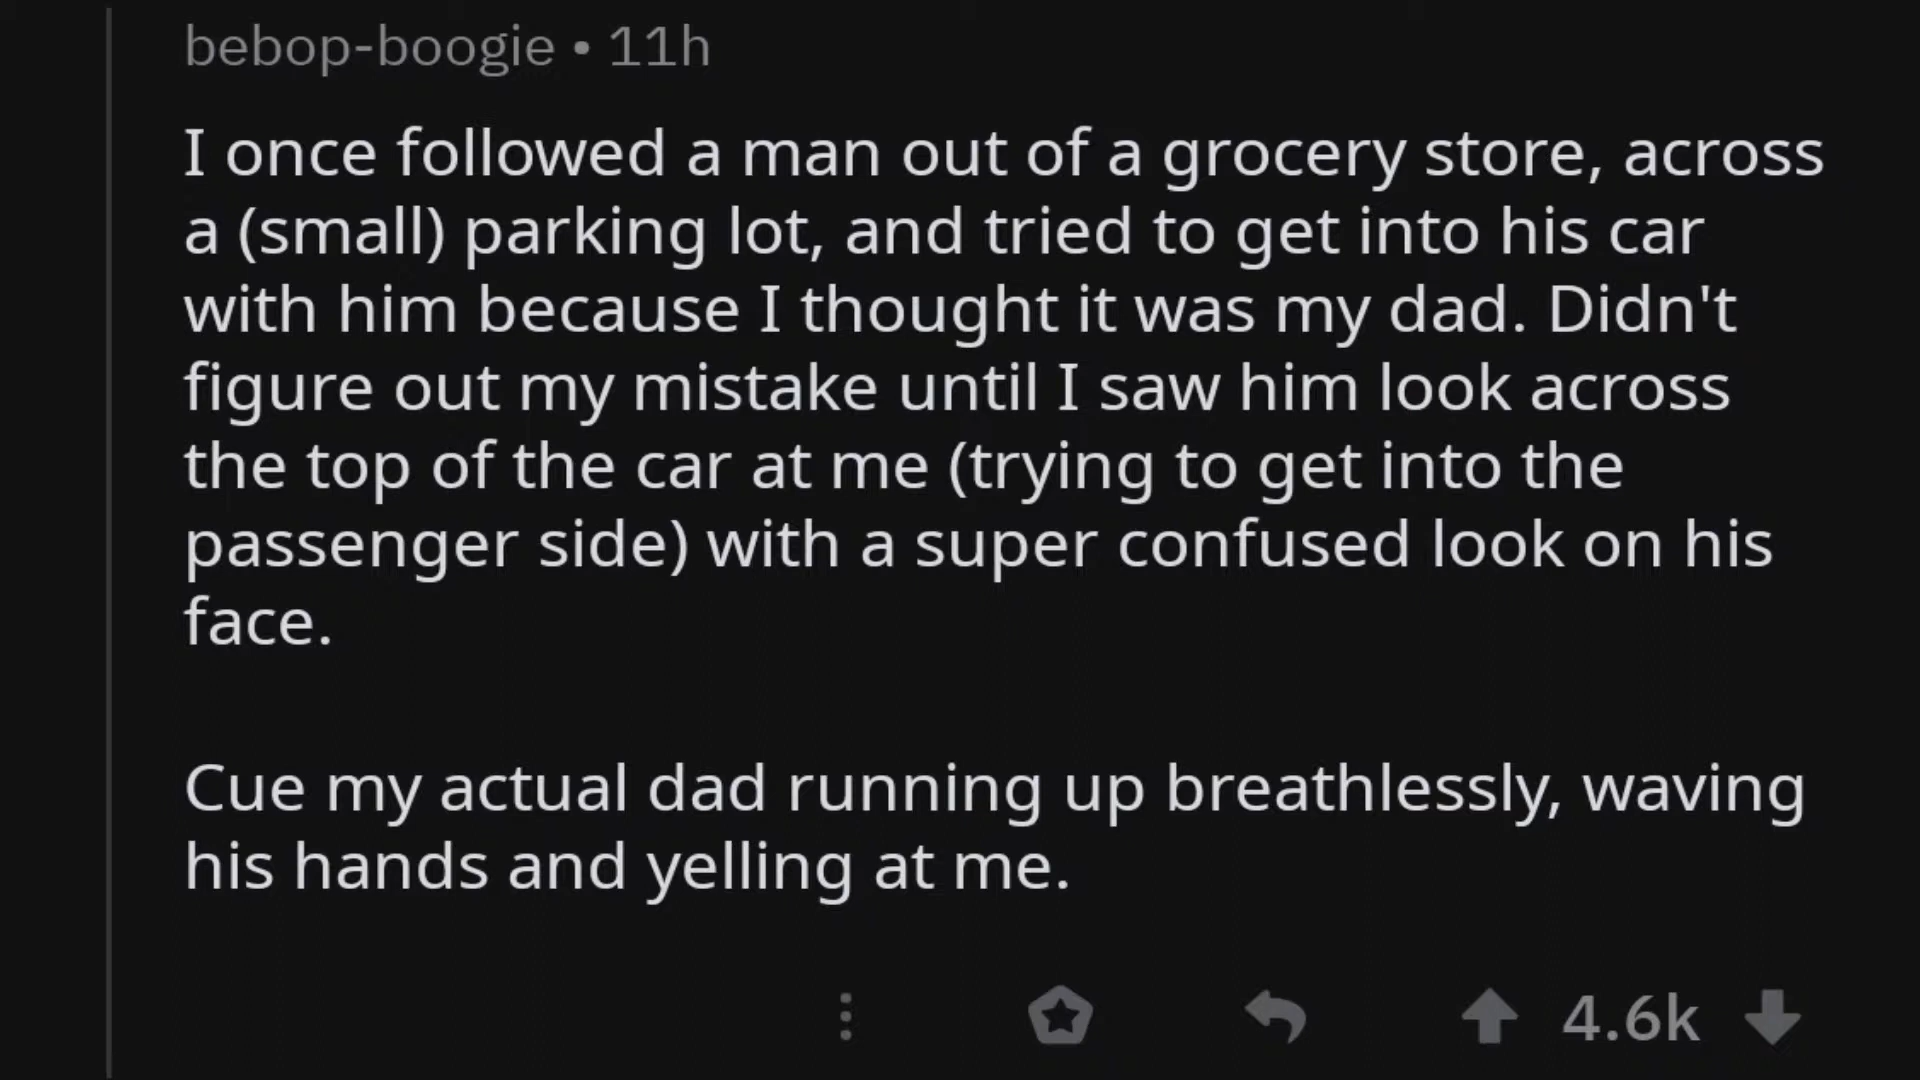 bebop-boogie • 11h
I once followed a man out of a grocery store, across
a (small) parking lot, and tried to get into his car
with him because I thought it was my dad. Didn't
figure out my mistake until I saw him look across
the top of the car at me (trying to get into the
passenger side) with a super confused look on his
face.
Cue my actual dad running up breathlessly, waving
his hands and yelling at me.
4.6k